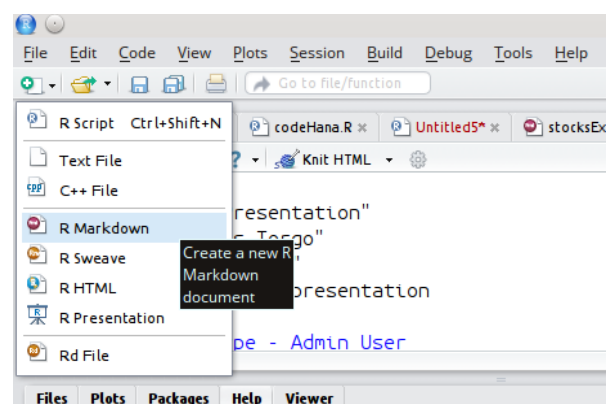 File Edit Code View Plots Session Build Debug Tools Help
Go to file/function
R Script Ctrl+Shift+N
codeHana.R × Untitled5* × stocksEx
Text File
? Knit HTML
C++ File
R Markdown
resentation"
Torgo"
R Sweave
Create a new R
Markdown
document
R HTML
presentation
R Presentation
pe - Admin User
Rd File
Files Plots Packages Help Viewer